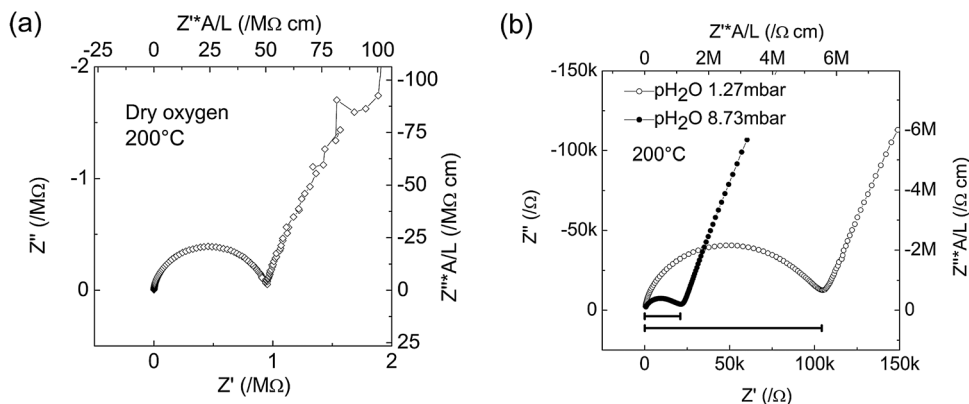 (a)
Z'*A/L (/MΩ cm)
-25 0 25 50 75 100
-2
-1
0
Z'' (/MΩ)
Dry oxygen
200°C
-100
-75
-50
-25
0
25
Z''*A/L (/MΩ cm)
0 1 2
Z' (/MΩ)
(b)
Z'*A/L (/Ω cm)
0 2M 4M 6M
-150k
-100k
-50k
0
Z'' (/Ω)
pH2O 1.27mbar
pH2O 8.73mbar
200°C
-6M
-4M
-2M
0
Z''*A/L (/Ω cm)
0 50k 100k 150k
Z' (/Ω)